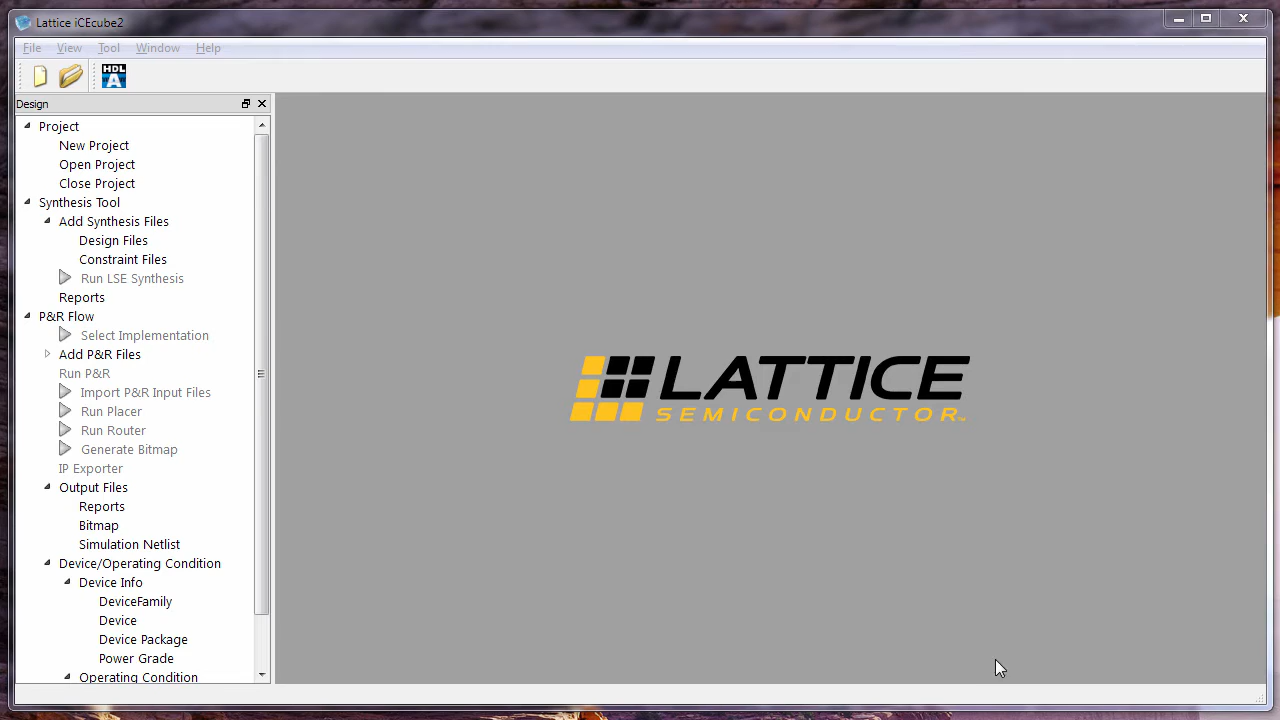 Lattice iCEcube2
File View Tool Window Help
HDL
A
Design
Project
New Project
Open Project
Close Project
Synthesis Tool
Add Synthesis Files
Design Files
Constraint Files
Run LSE Synthesis
Reports
P&R Flow
Select Implementation
Add P&R Files
Run P&R
Import P&R Input Files
Run Placer
Run Router
Generate Bitmap
IP Exporter
Output Files
Reports
Bitmap
Simulation Netlist
Device/Operating Condition
Device Info
DeviceFamily
Device
Device Package
Power Grade
Operating Condition
LATTICE
SEMICONDUCTOR™